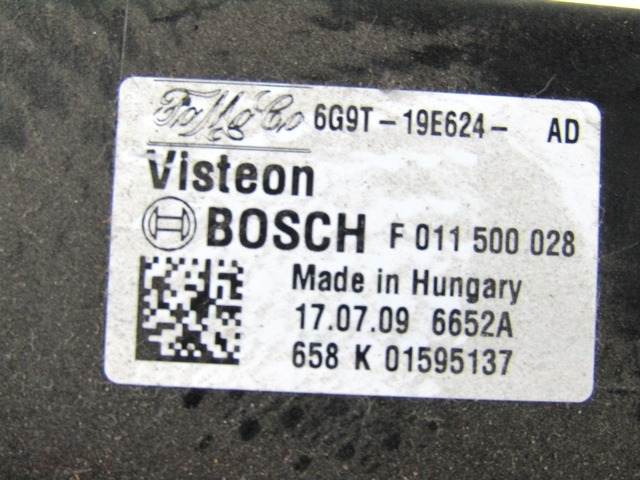 FoMoCo 6G9T-19E624- AD
Visteon
BOSCH F 011 500 028
Made in Hungary
17.07.09 6652A
658 K 01595137